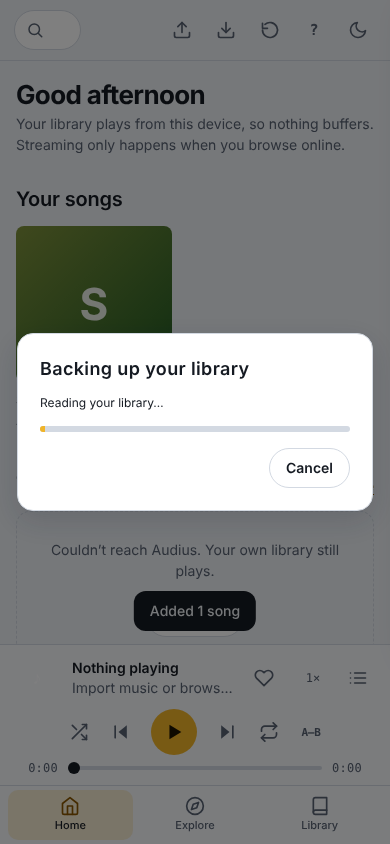 ?
Good afternoon
Your library plays from this device, so nothing buffers.
Streaming only happens when you browse online.
Your songs
S
Backing up your library
Reading your library...
Cancel
Couldn't reach Audius. Your own library still
plays.
Added 1 song
Nothing playing
Import music or brows...
1×
A–B
0:00
0:00
Home
Explore
Library